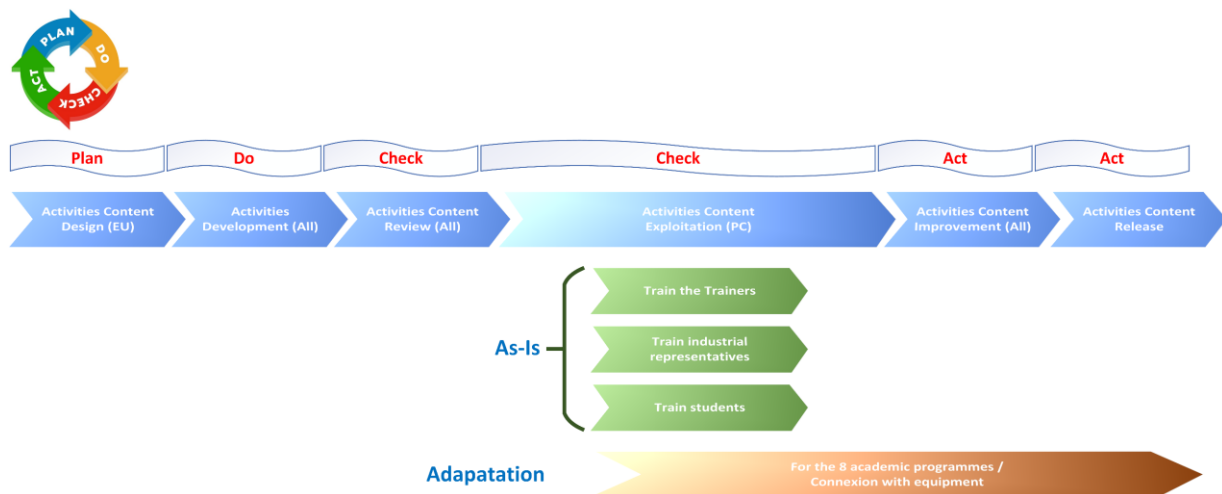 PLAN
DO
CHECK
ACT
Plan
Do
Check
Check
Act
Act
Activities Content
Design (EU)
Activities
Development (All)
Activities Content
Review (All)
Activities Content
Exploitation (PC)
Activities Content
Improvement (All)
Activities Content
Release
As-Is
Train the Trainers
Train industrial
representatives
Train students
Adapatation
For the 8 academic programmes /
Connexion with equipment